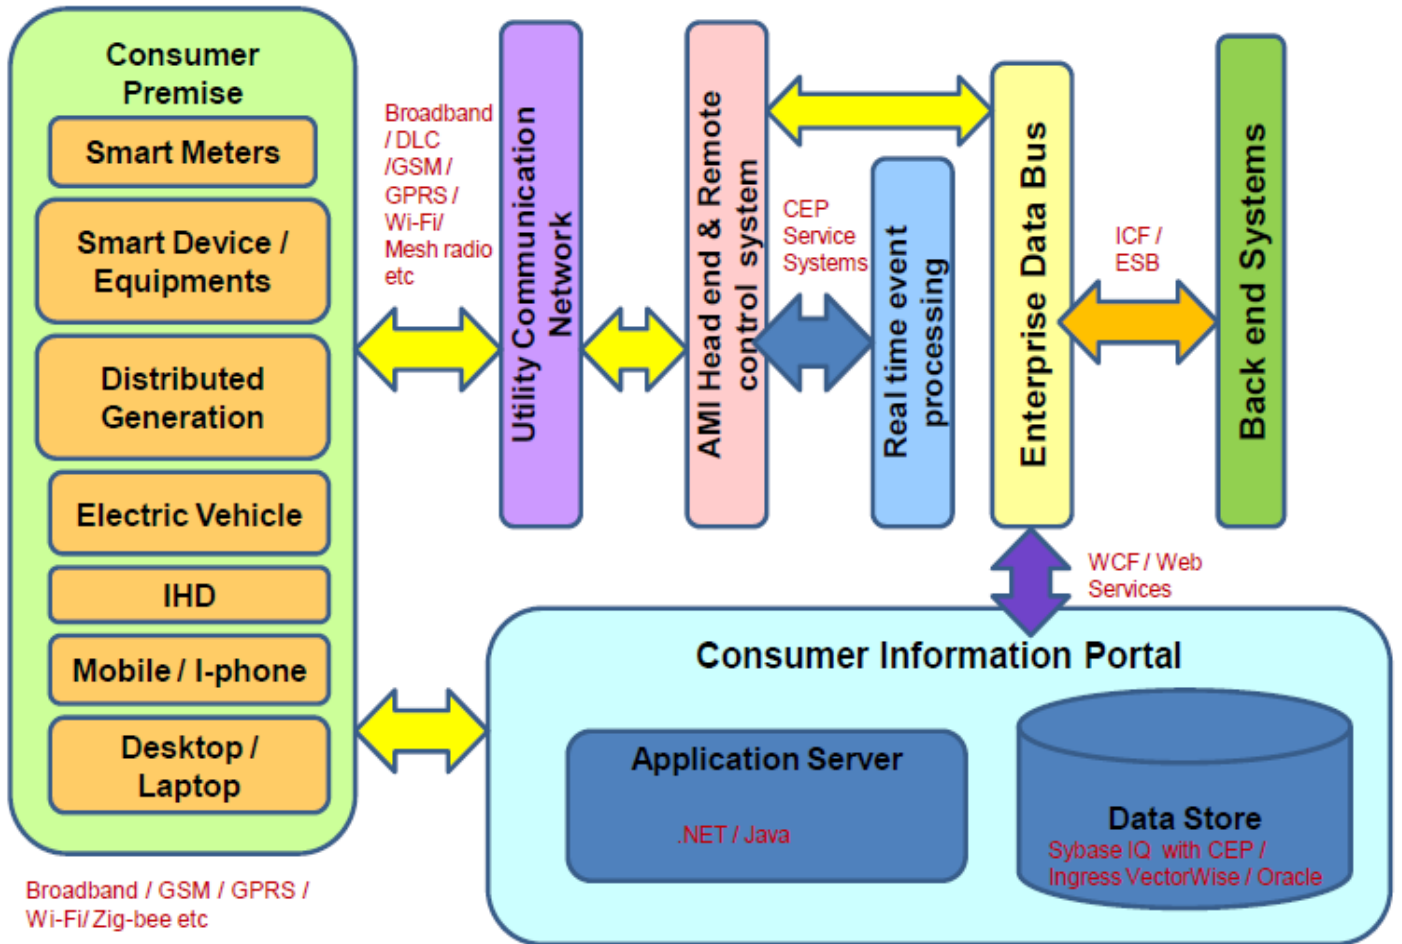 Consumer
Premise
Smart Meters
Smart Device /
Equipments
Distributed
Generation
Electric Vehicle
IHD
Mobile / I-phone
Desktop /
Laptop
Broadband / GSM / GPRS /
Wi-Fi/ Zig-bee etc
Broadband
/ DLC
/GSM /
GPRS /
Wi-Fi/
Mesh radio
etc
Utility Communication
Network
AMI Head end & Remote
control system
CEP
Service
Systems
Real time event
processing
Enterprise Data Bus
ICF /
ESB
Back end Systems
WCF / Web
Services
Consumer Information Portal
Application Server
.NET / Java
Data Store
Sybase IQ with CEP /
Ingress VectorWise / Oracle